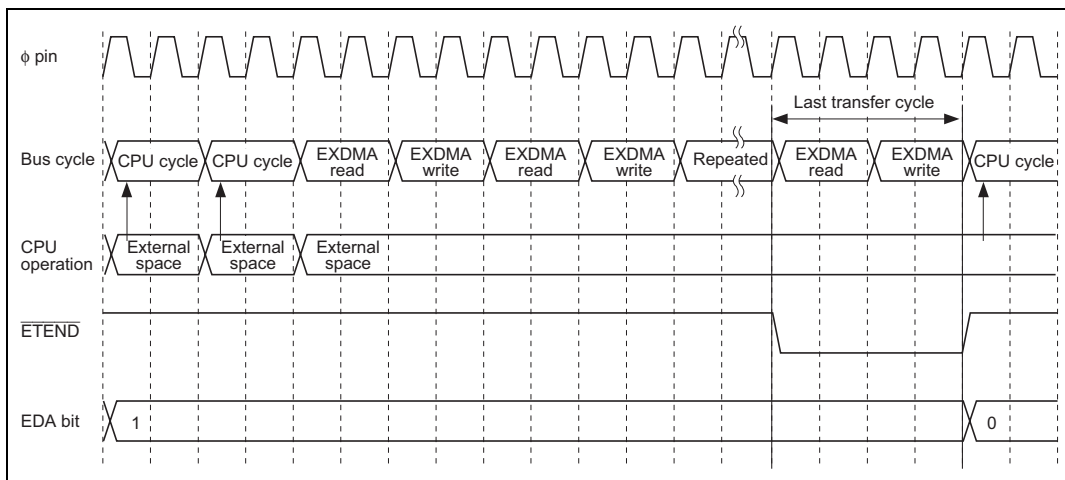 φ pin
Last transfer cycle
Bus cycle
CPU cycle
CPU cycle
EXDMA
read
EXDMA
write
EXDMA
read
EXDMA
write
Repeated
EXDMA
read
EXDMA
write
CPU cycle
CPU
operation
External
space
External
space
External
space
ETEND
EDA bit
1
0